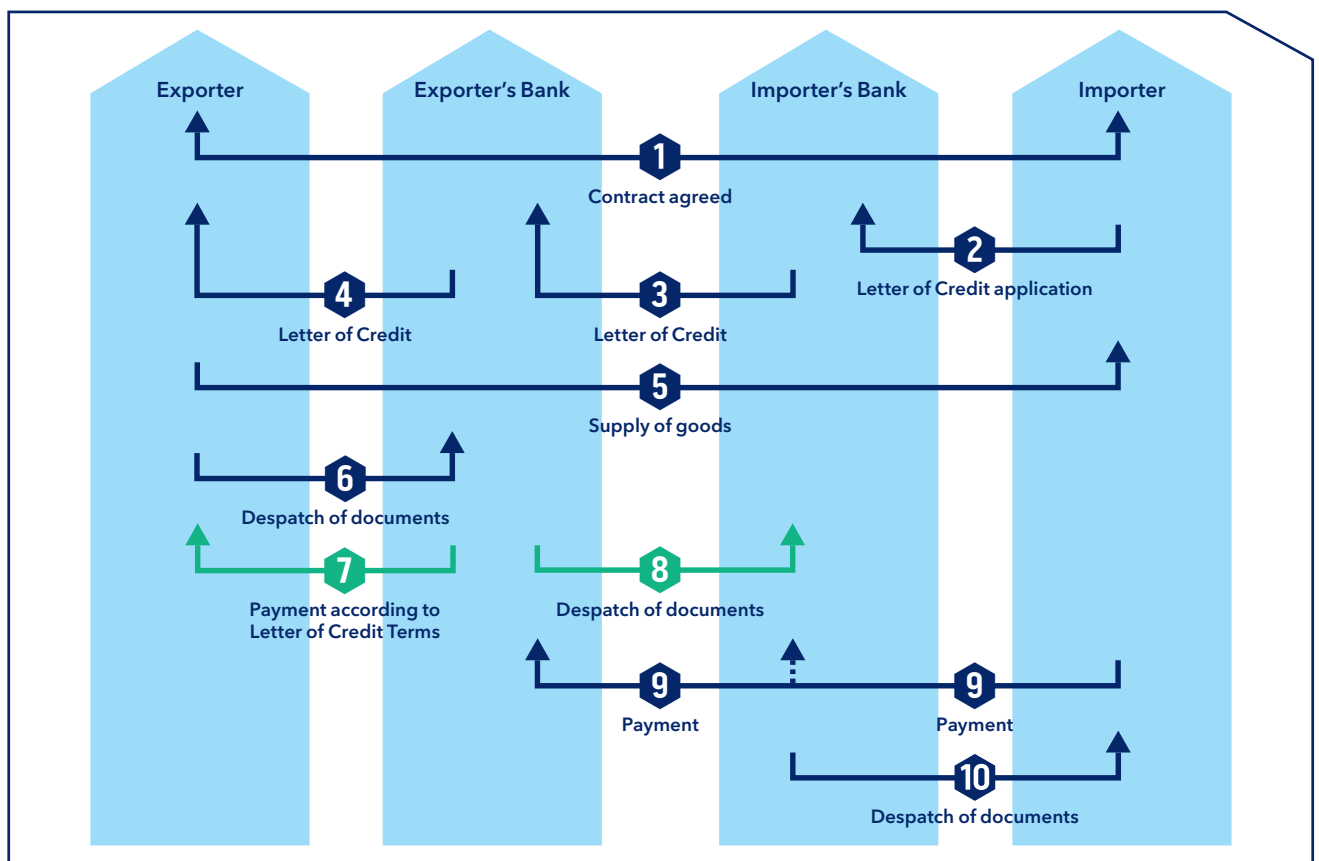 Exporter
Exporter's Bank
Importer's Bank
Importer
1
Contract agreed
2
Letter of Credit application
4
Letter of Credit
3
Letter of Credit
5
Supply of goods
6
Despatch of documents
7
Payment according to
Letter of Credit Terms
8
Despatch of documents
9
Payment
9
Payment
10
Despatch of documents